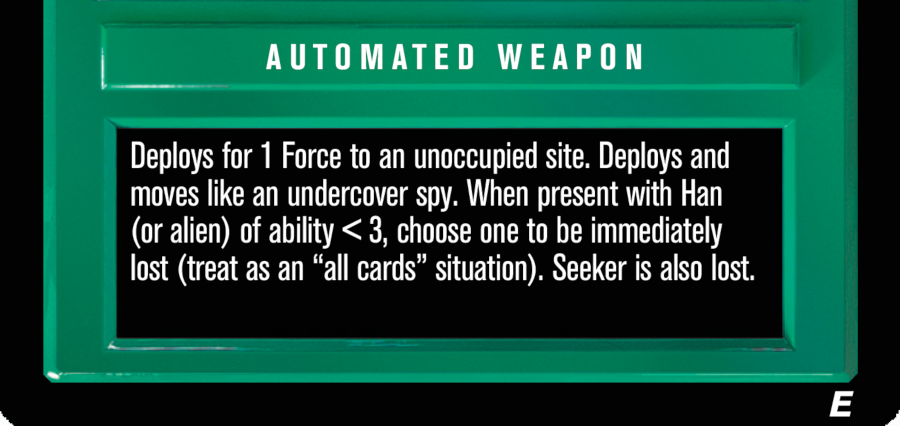 AUTOMATED WEAPON
Deploys for 1 Force to an unoccupied site. Deploys and
moves like an undercover spy. When present with Han
(or alien) of ability < 3, choose one to be immediately
lost (treat as an “all cards” situation). Seeker is also lost.
E